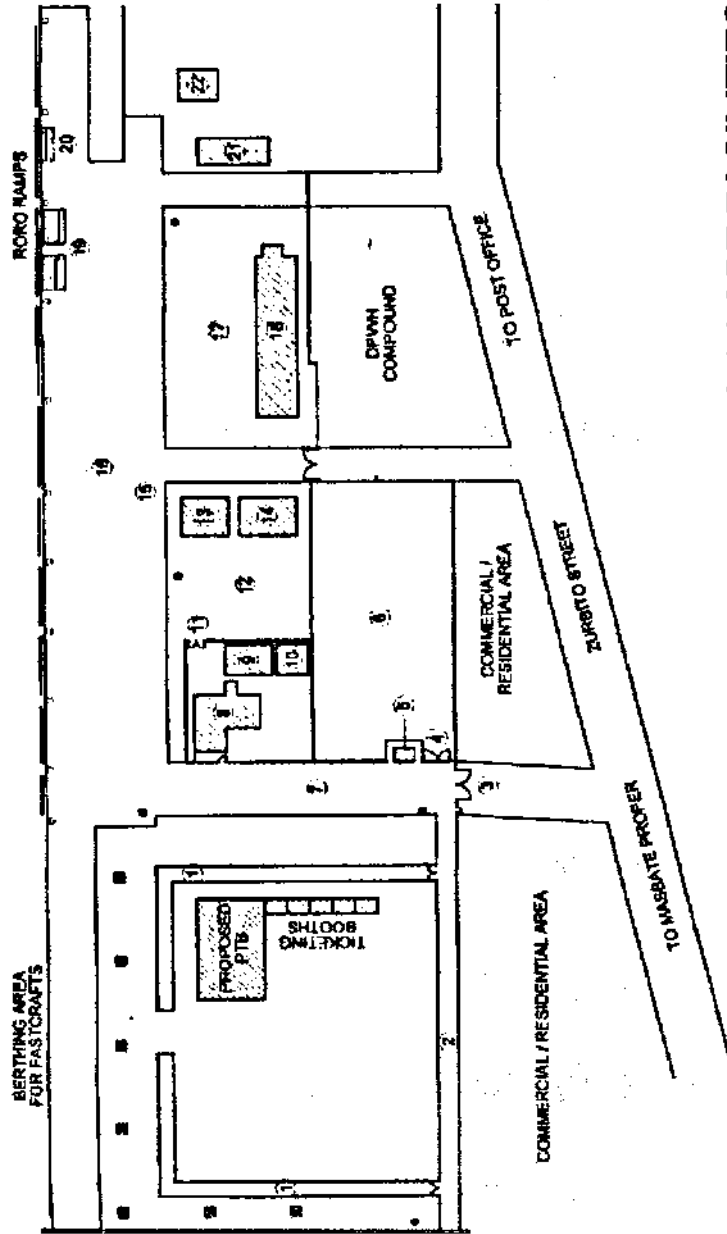 BERTHING AREA
FOR FASTCRAFTS
RORO RAMPS
20
19
22
21
17
18
16
15
13
14
12
11
9
10
8
7
6
5
4
3
1
PROPOSED
PTB
TICKETING
BOOTHS
1
2
DPWH
COMPOUND
COMMERCIAL /
RESIDENTIAL AREA
COMMERCIAL / RESIDENTIAL AREA
TO POST OFFICE
ZURBITO STREET
TO MASBATE PROPER